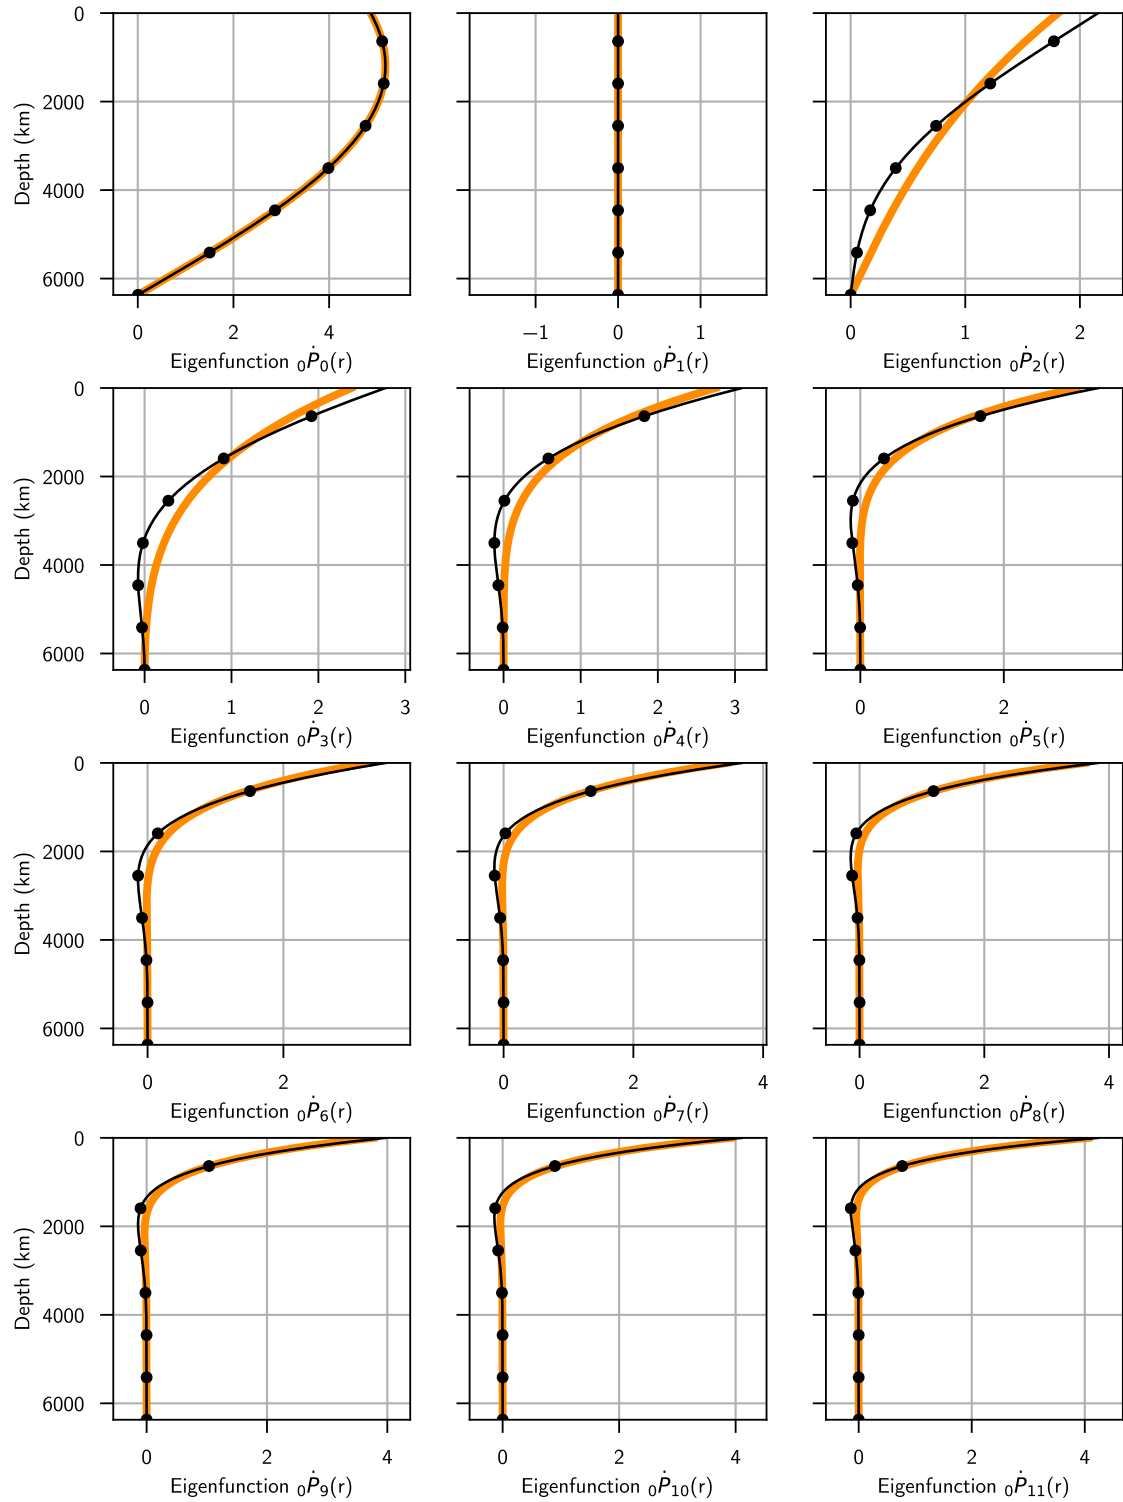 0
2000
4000
6000
Depth (km)
0 2 4
Eigenfunction ₀Ṗ₀(r)
−1 0 1
Eigenfunction ₀Ṗ₁(r)
0 1 2
Eigenfunction ₀Ṗ₂(r)
0
2000
4000
6000
Depth (km)
0 1 2 3
Eigenfunction ₀Ṗ₃(r)
0 1 2 3
Eigenfunction ₀Ṗ₄(r)
0 2
Eigenfunction ₀Ṗ₅(r)
0
2000
4000
6000
Depth (km)
0 2
Eigenfunction ₀Ṗ₆(r)
0 2 4
Eigenfunction ₀Ṗ₇(r)
0 2 4
Eigenfunction ₀Ṗ₈(r)
0
2000
4000
6000
Depth (km)
0 2 4
Eigenfunction ₀Ṗ₉(r)
0 2 4
Eigenfunction ₀Ṗ₁₀(r)
0 2 4
Eigenfunction ₀Ṗ₁₁(r)